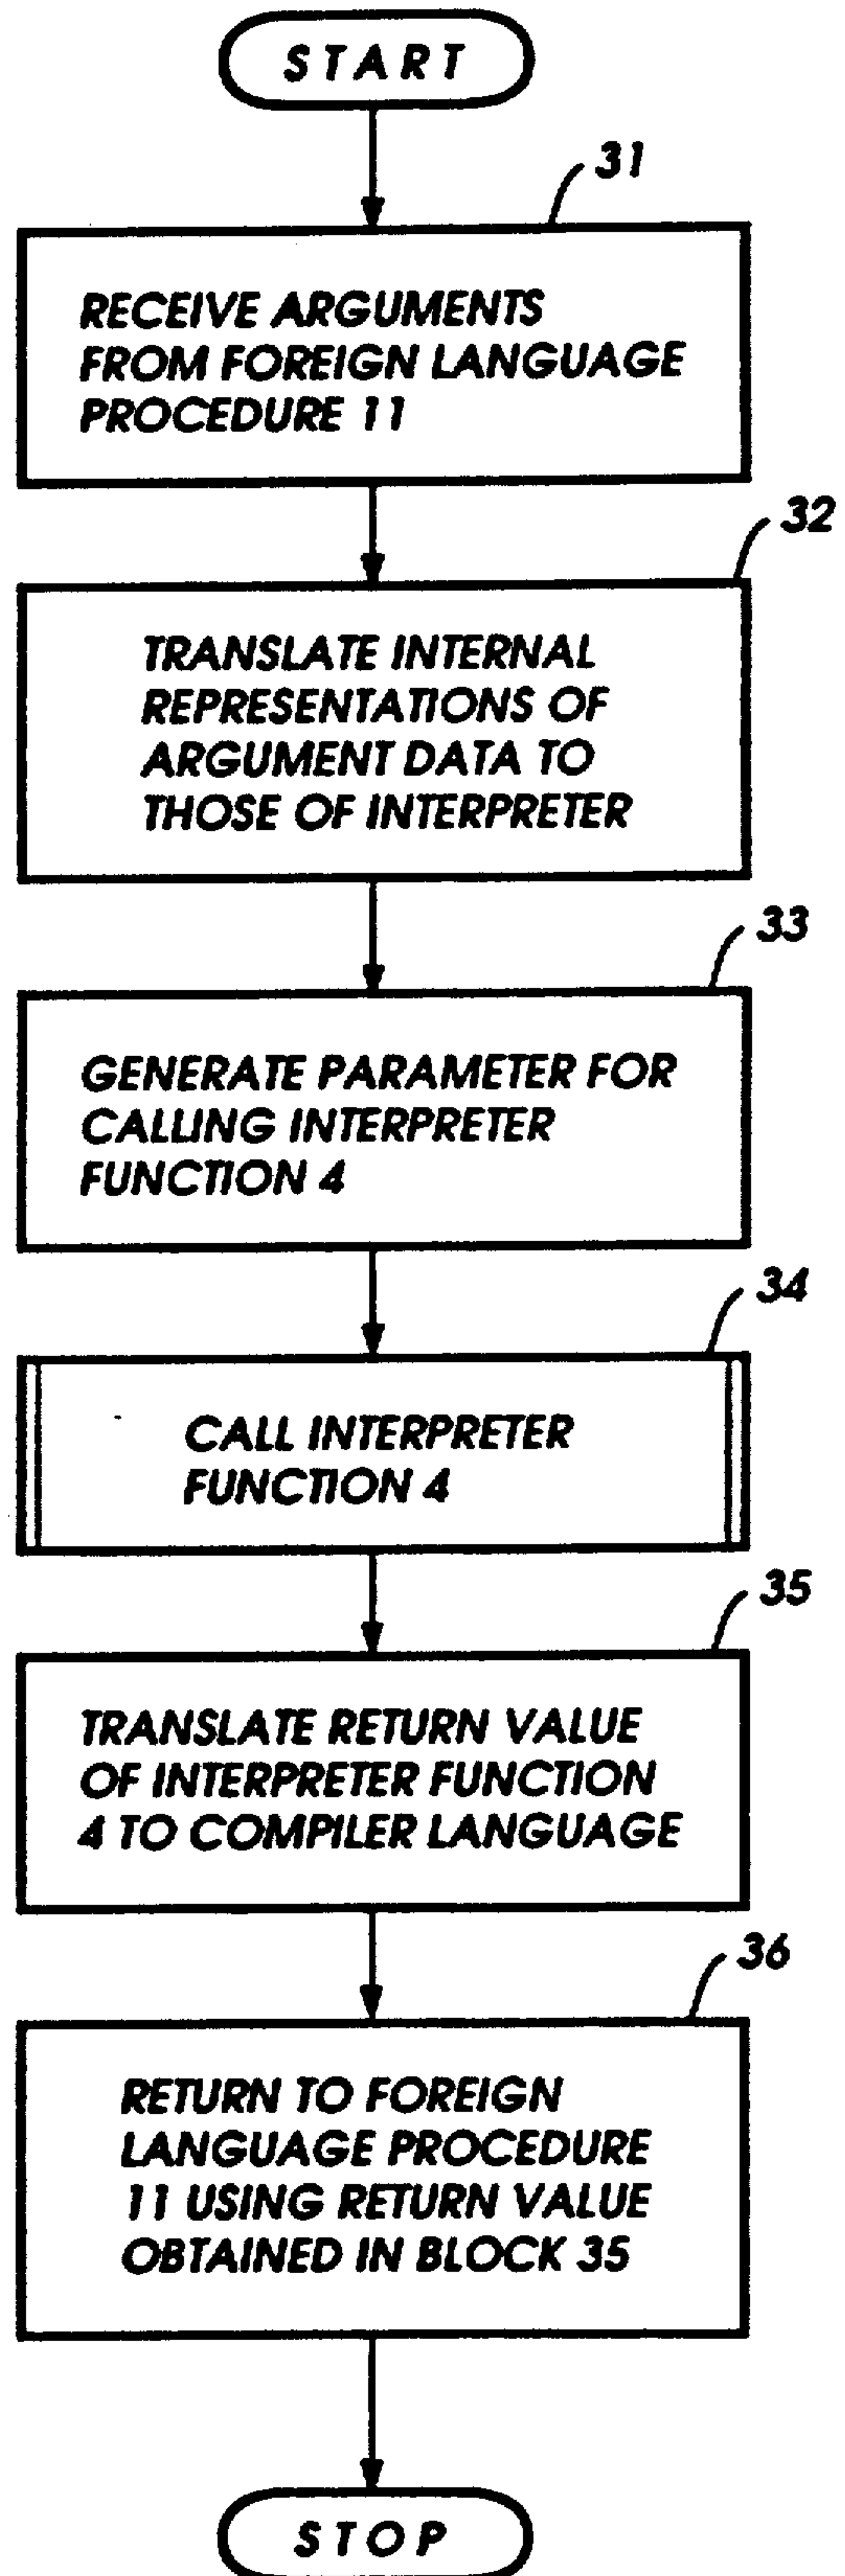 START
31
RECEIVE ARGUMENTS
FROM FOREIGN LANGUAGE
PROCEDURE 11
32
TRANSLATE INTERNAL
REPRESENTATIONS OF
ARGUMENT DATA TO
THOSE OF INTERPRETER
33
GENERATE PARAMETER FOR
CALLING INTERPRETER
FUNCTION 4
34
CALL INTERPRETER
FUNCTION 4
35
TRANSLATE RETURN VALUE
OF INTERPRETER FUNCTION
4 TO COMPILER LANGUAGE
36
RETURN TO FOREIGN
LANGUAGE PROCEDURE
11 USING RETURN VALUE
OBTAINED IN BLOCK 35
STOP